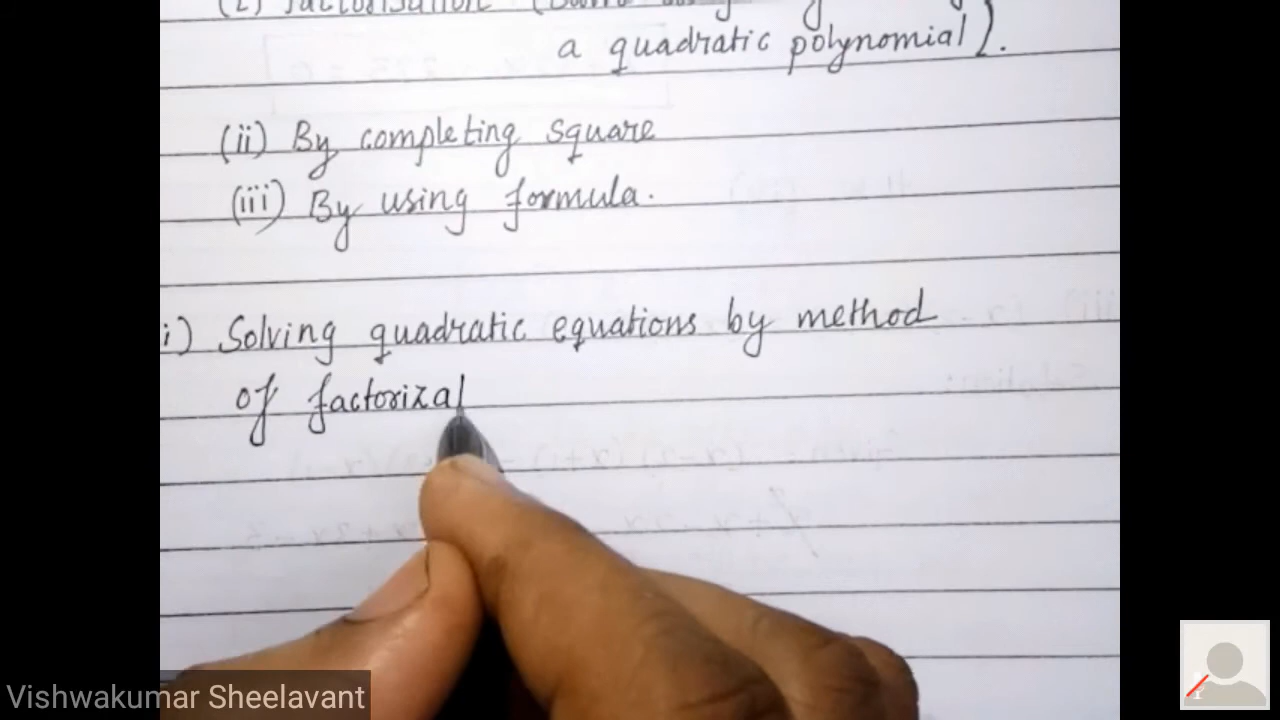 a quadratic polynomial).
(ii) By completing square
(iii) By using formula.
i) Solving quadratic equations by method
of factorizal
Vishwakumar Sheelavant